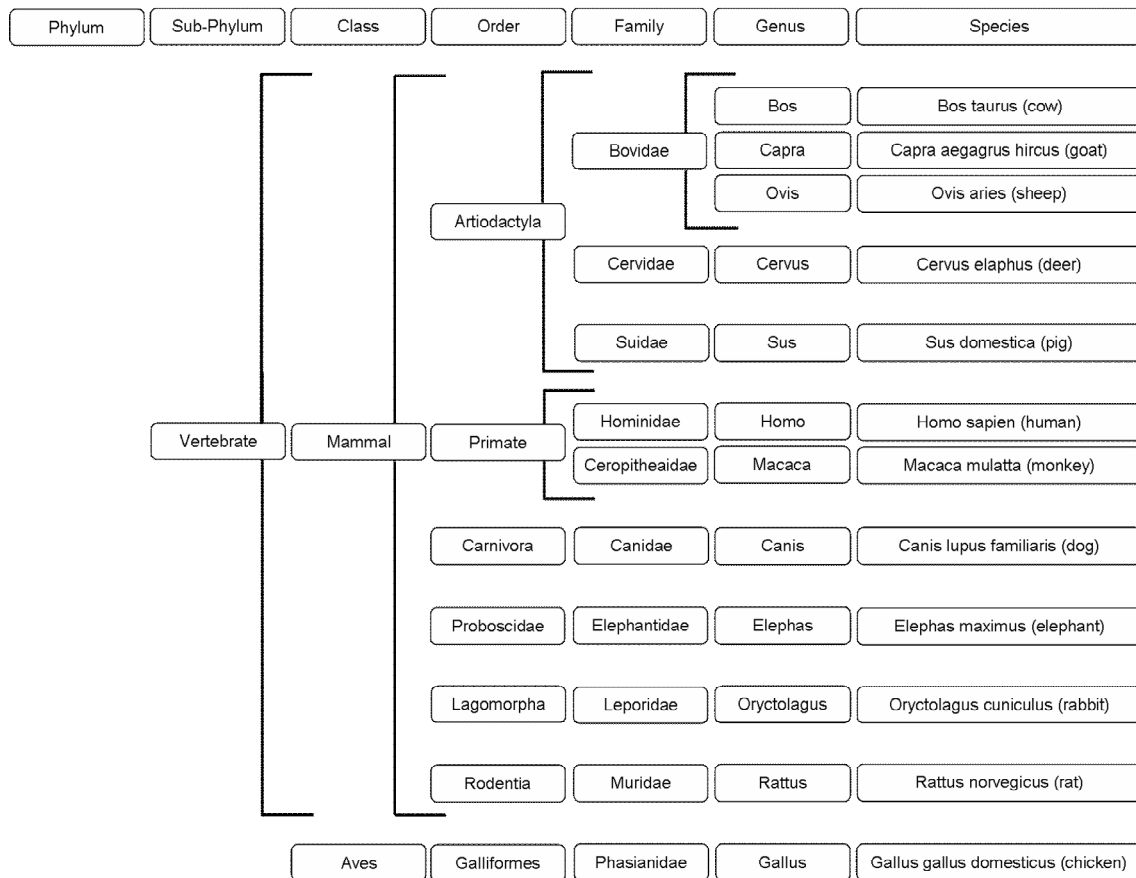 Phylum Sub-Phylum Class Order Family Genus Species
Bos Bos taurus (cow)
Bovidae Capra Capra aegagrus hircus (goat)
Ovis Ovis aries (sheep)
Artiodactyla
Cervidae Cervus Cervus elaphus (deer)
Suidae Sus Sus domestica (pig)
Hominidae Homo Homo sapien (human)
Vertebrate Mammal Primate
Ceropitheaidae Macaca Macaca mulatta (monkey)
Carnivora Canidae Canis Canis lupus familiaris (dog)
Proboscidae Elephantidae Elephas Elephas maximus (elephant)
Lagomorpha Leporidae Oryctolagus Oryctolagus cuniculus (rabbit)
Rodentia Muridae Rattus Rattus norvegicus (rat)
Aves Galliformes Phasianidae Gallus Gallus gallus domesticus (chicken)